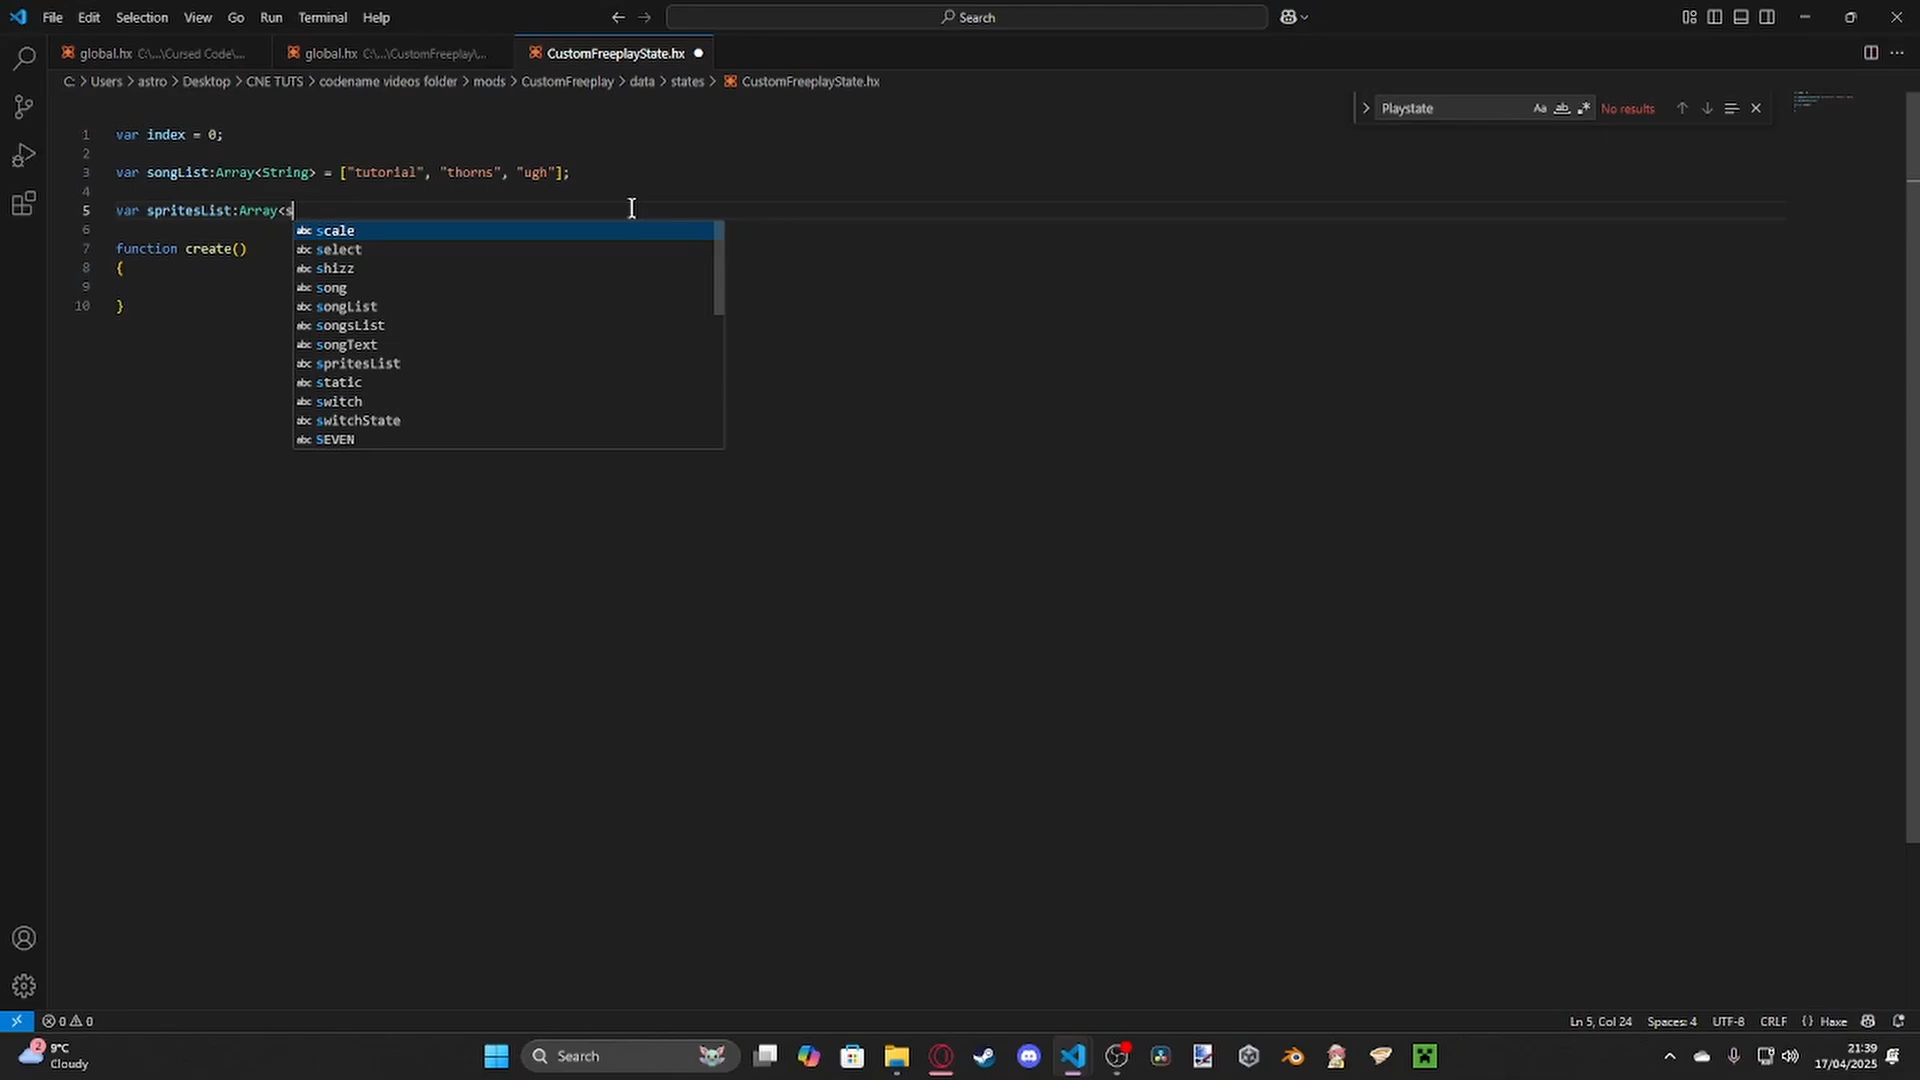 File Edit Selection View Go Run Terminal Help
Search
global.hx C:\...\Cursed Code\...
global.hx C:\...\CustomFreeplay\...
CustomFreeplayState.hx
C: > Users > astro > Desktop > CNE TUTS > codename videos folder > mods > CustomFreeplay > data > states > CustomFreeplayState.hx
Playstate
Aa ab .* No results
1 var index = 0;
2
3 var songList:Array<String> = ["tutorial", "thorns", "ugh"];
4
5 var spritesList:Array<s
6
7 function create()
8 {
9
10 }
abc scale
abc select
abc shizz
abc song
abc songList
abc songsList
abc songText
abc spritesList
abc static
abc switch
abc switchState
abc SEVEN
0 0
Ln 5, Col 24 Spaces: 4 UTF-8 CRLF {} Haxe
2
9°C
Cloudy
Search
21:39
17/04/2025